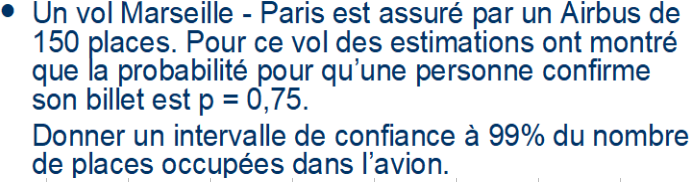 • Un vol Marseille - Paris est assuré par un Airbus de
150 places. Pour ce vol des estimations ont montré
que la probabilité pour qu'une personne confirme
son billet est p = 0,75.
Donner un intervalle de confiance à 99% du nombre
de places occupées dans l'avion.